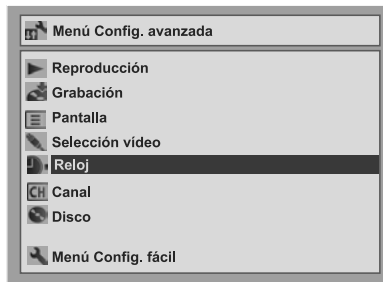 Menú Config. avanzada
Reproducción
Grabación
Pantalla
Selección vídeo
Reloj
CH Canal
Disco
Menú Config. fácil